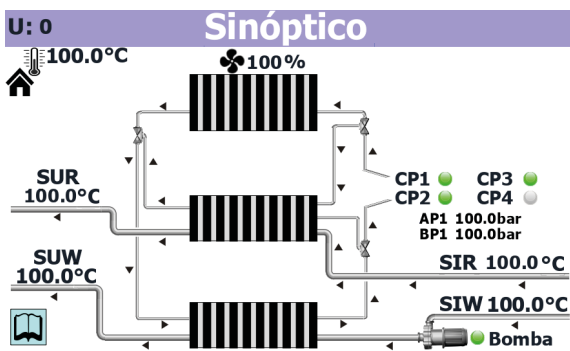 U: 0
Sinóptico
100.0°C
100%
SUR
100.0°C
CP1
CP3
CP2
CP4
AP1 100.0bar
BP1 100.0bar
SUW
100.0°C
SIR 100.0°C
SIW 100.0°C
Bomba